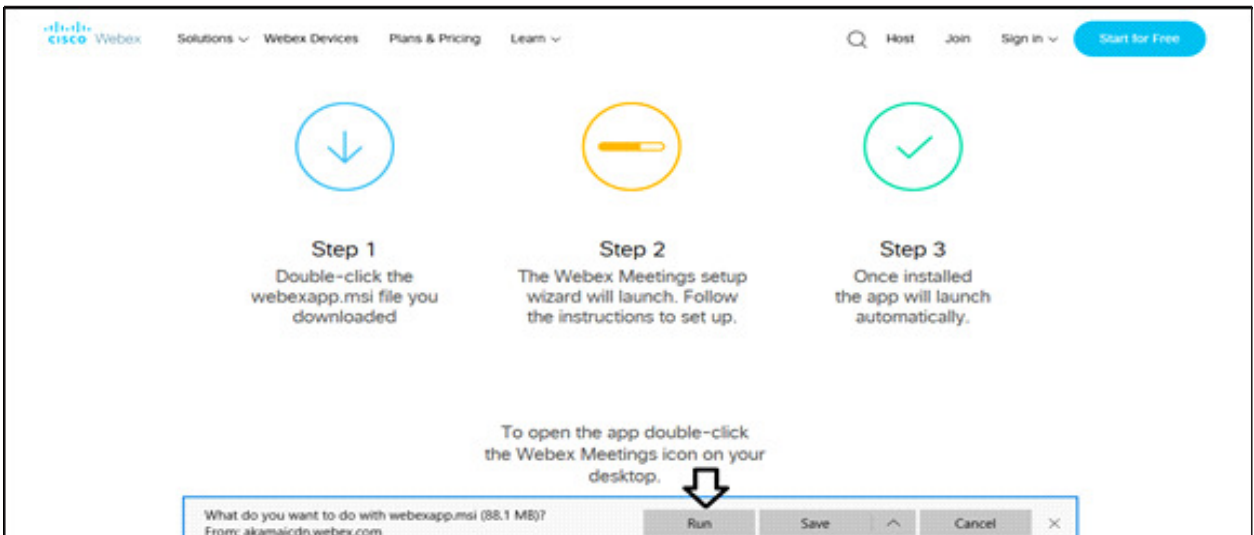 CISCO Webex Solutions Webex Devices Plans & Pricing Learn Host Join Sign in Start for Free
Step 1
Double-click the
webexapp.msi file you
downloaded
Step 2
The Webex Meetings setup
wizard will launch. Follow
the instructions to set up.
Step 3
Once installed
the app will launch
automatically.
To open the app double-click
the Webex Meetings icon on your
desktop.
What do you want to do with webexapp.msi (88.1 MB)?
From: akamaicdn.webex.com
Run Save Cancel